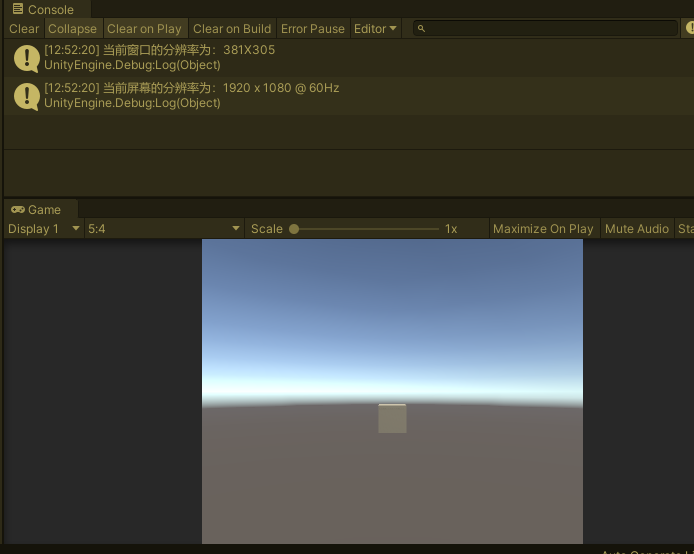 Console
Clear Collapse Clear on Play Clear on Build Error Pause Editor
[12:52:20] 当前窗口的分辨率为：381X305
UnityEngine.Debug:Log(Object)
[12:52:20] 当前屏幕的分辨率为：1920 x 1080 @ 60Hz
UnityEngine.Debug:Log(Object)
Game
Display 1 5:4 Scale 1x Maximize On Play Mute Audio